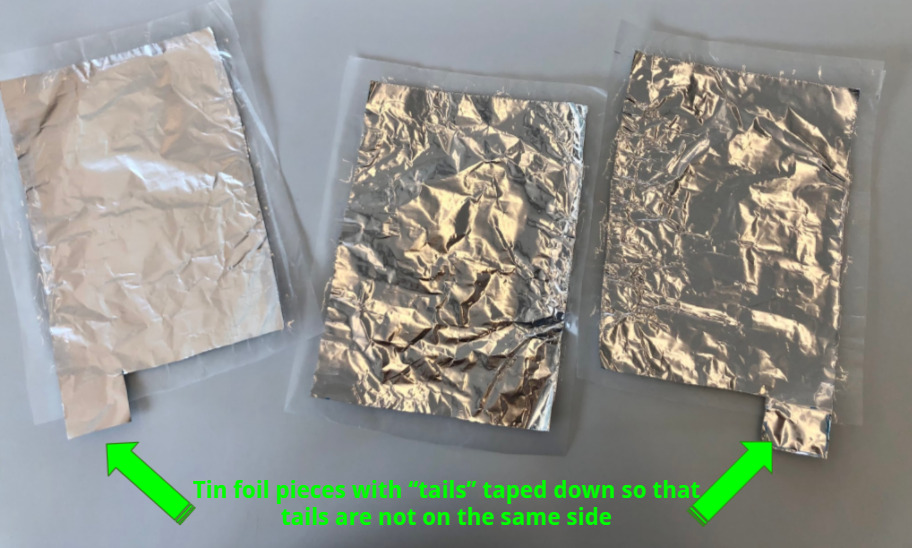 Tin foil pieces with “tails” taped down so that
tails are not on the same side